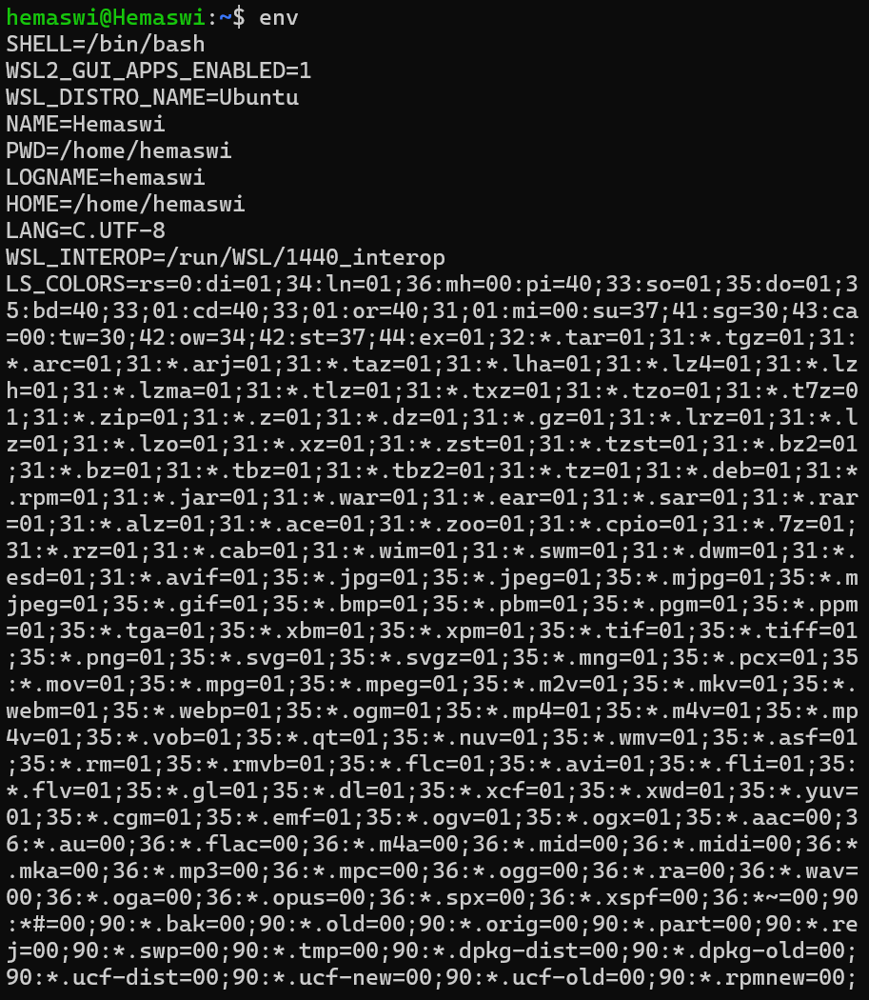 hemaswi@Hemaswi:~$ env
SHELL=/bin/bash
WSL2_GUI_APPS_ENABLED=1
WSL_DISTRO_NAME=Ubuntu
NAME=Hemaswi
PWD=/home/hemaswi
LOGNAME=hemaswi
HOME=/home/hemaswi
LANG=C.UTF-8
WSL_INTEROP=/run/WSL/1440_interop
LS_COLORS=rs=0:di=01;34:ln=01;36:mh=00:pi=40;33:so=01;35:do=01;3
5:bd=40;33;01:cd=40;33;01:or=40;31;01:mi=00:su=37;41:sg=30;43:ca
=00:tw=30;42:ow=34;42:st=37;44:ex=01;32:*.tar=01;31:*.tgz=01;31:
*.arc=01;31:*.arj=01;31:*.taz=01;31:*.lha=01;31:*.lz4=01;31:*.lz
h=01;31:*.lzma=01;31:*.tlz=01;31:*.txz=01;31:*.tzo=01;31:*.t7z=0
1;31:*.zip=01;31:*.z=01;31:*.dz=01;31:*.gz=01;31:*.lrz=01;31:*.l
z=01;31:*.lzo=01;31:*.xz=01;31:*.zst=01;31:*.tzst=01;31:*.bz2=01
;31:*.bz=01;31:*.tbz=01;31:*.tbz2=01;31:*.tz=01;31:*.deb=01;31:*
.rpm=01;31:*.jar=01;31:*.war=01;31:*.ear=01;31:*.sar=01;31:*.rar
=01;31:*.alz=01;31:*.ace=01;31:*.zoo=01;31:*.cpio=01;31:*.7z=01;
31:*.rz=01;31:*.cab=01;31:*.wim=01;31:*.swm=01;31:*.dwm=01;31:*.
esd=01;31:*.avif=01;35:*.jpg=01;35:*.jpeg=01;35:*.mjpg=01;35:*.m
jpeg=01;35:*.gif=01;35:*.bmp=01;35:*.pbm=01;35:*.pgm=01;35:*.ppm
=01;35:*.tga=01;35:*.xbm=01;35:*.xpm=01;35:*.tif=01;35:*.tiff=01
;35:*.png=01;35:*.svg=01;35:*.svgz=01;35:*.mng=01;35:*.pcx=01;35
:*.mov=01;35:*.mpg=01;35:*.mpeg=01;35:*.m2v=01;35:*.mkv=01;35:*.
webm=01;35:*.webp=01;35:*.ogm=01;35:*.mp4=01;35:*.m4v=01;35:*.mp
4v=01;35:*.vob=01;35:*.qt=01;35:*.nuv=01;35:*.wmv=01;35:*.asf=01
;35:*.rm=01;35:*.rmvb=01;35:*.flc=01;35:*.avi=01;35:*.fli=01;35:
*.flv=01;35:*.gl=01;35:*.dl=01;35:*.xcf=01;35:*.xwd=01;35:*.yuv=
01;35:*.cgm=01;35:*.emf=01;35:*.ogv=01;35:*.ogx=01;35:*.aac=00;3
6:*.au=00;36:*.flac=00;36:*.m4a=00;36:*.mid=00;36:*.midi=00;36:*
.mka=00;36:*.mp3=00;36:*.mpc=00;36:*.ogg=00;36:*.ra=00;36:*.wav=
00;36:*.oga=00;36:*.opus=00;36:*.spx=00;36:*.xspf=00;36:*~=00;90
:*#=00;90:*.bak=00;90:*.old=00;90:*.orig=00;90:*.part=00;90:*.re
j=00;90:*.swp=00;90:*.tmp=00;90:*.dpkg-dist=00;90:*.dpkg-old=00;
90:*.ucf-dist=00;90:*.ucf-new=00;90:*.ucf-old=00;90:*.rpmnew=00;